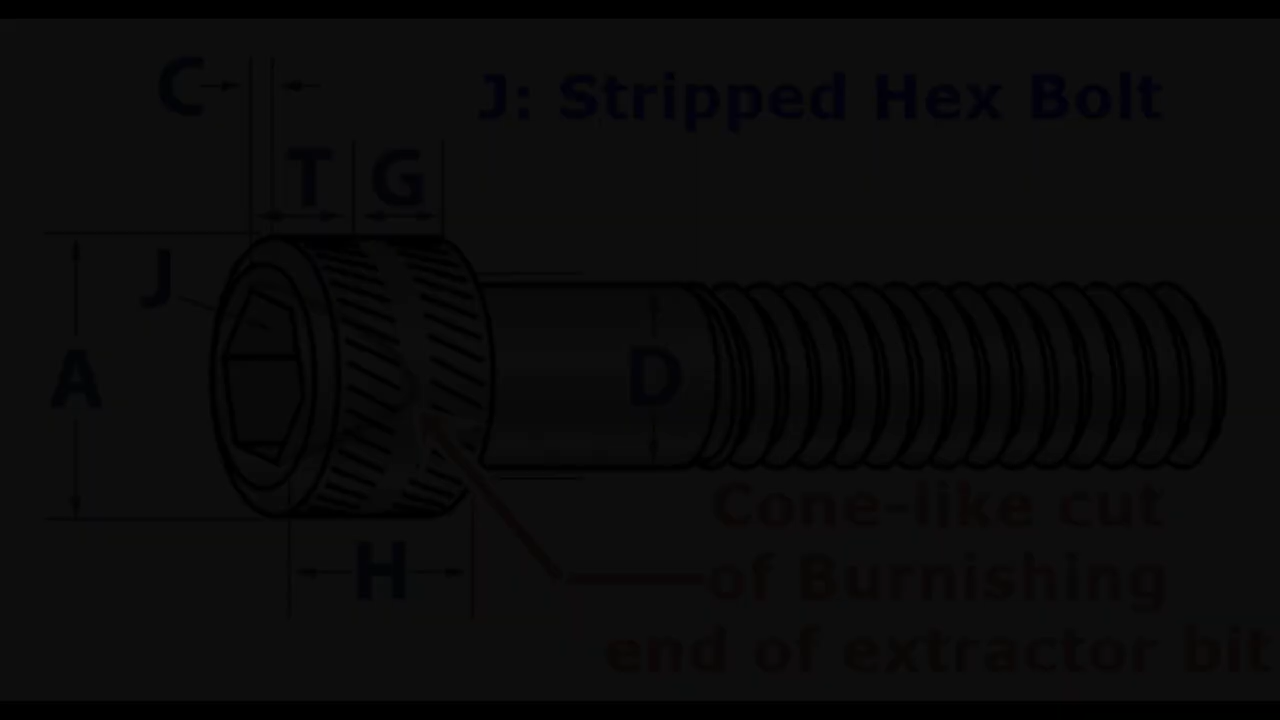 C
J: Stripped Hex Bolt
T G
J
A
D
Cone-like cut
H
of Burnishing
end of extractor bit